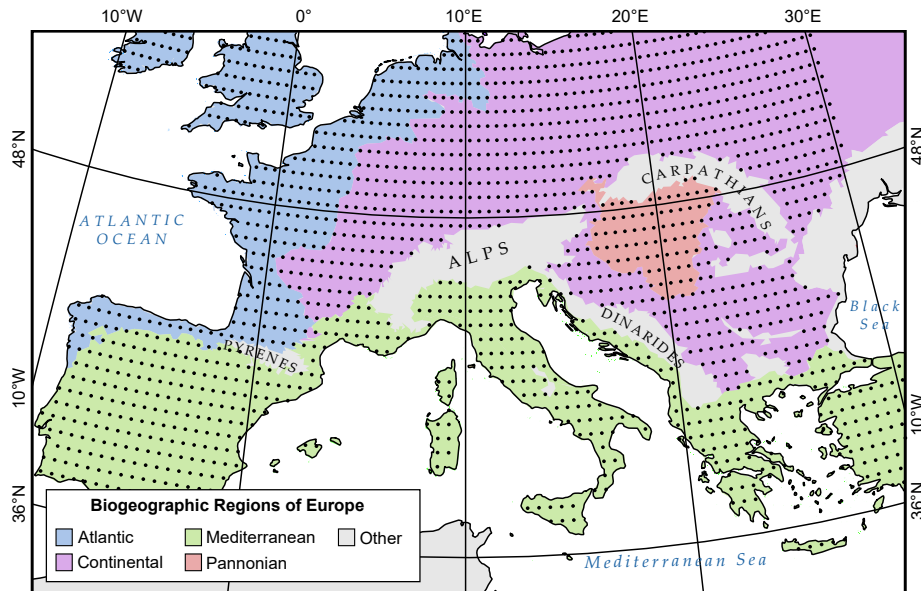 10°W 0° 10°E 20°E 30°E
48°N
48°N
CARPATHIANS
ATLANTIC
OCEAN
ALPS
Black
Sea
DINARIDES
PYRENES
10°W
10°W
36°N
36°N
Biogeographic Regions of Europe
Atlantic Mediterranean Other
Continental Pannonian
Mediterranean Sea